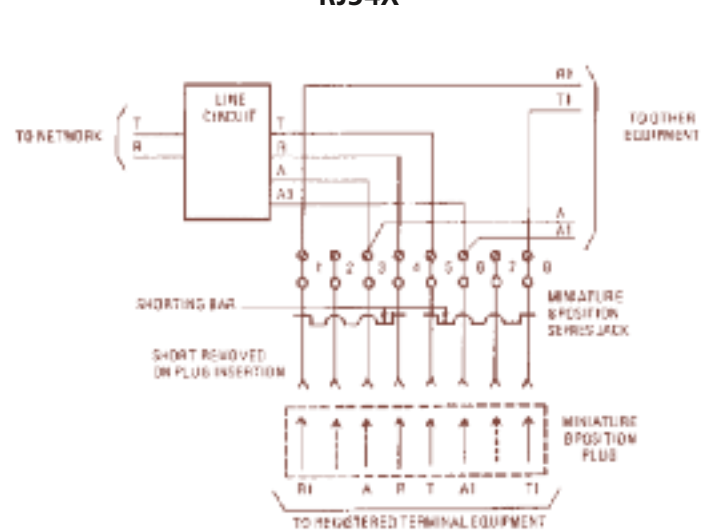 RJ34X
R1
T1
LINE
CIRCUIT
TO NETWORK
T
R
T
R
A
A1
TO OTHER
EQUIPMENT
A
A1
1 2 3 4 5 6 7 8
SHORTING BAR
MINIATURE
8 POSITION
SERIES JACK
SHORT REMOVED
ON PLUG INSERTION
MINIATURE
8 POSITION
PLUG
R1 A R T A1 T1
TO REGISTERED TERMINAL EQUIPMENT